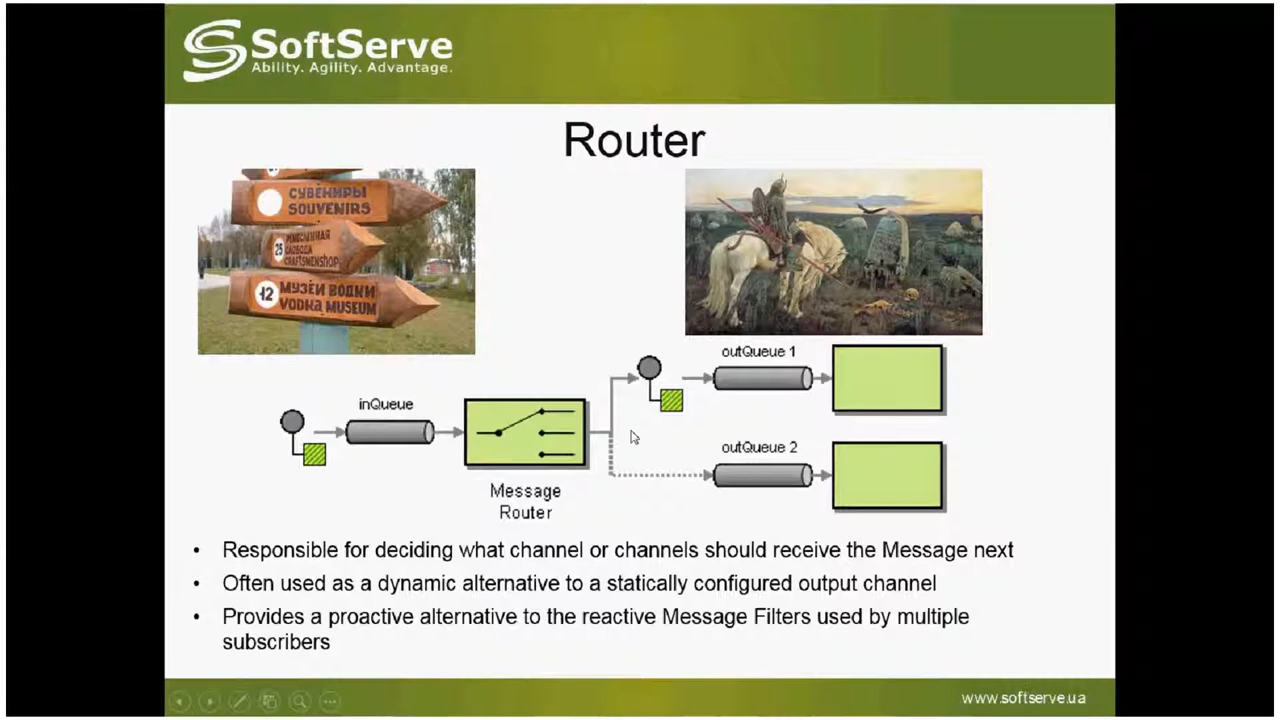 SoftServe
Ability. Agility. Advantage.
Router
СУВЕНИРЫ
SOUVENIRS
25
РЕМЕСЛЕННАЯ
СЛОБОДА
CRAFTSMENSHOP
12
МУЗЕЙ ВОДКИ
VODKA MUSEUM
outQueue 1
inQueue
outQueue 2
Message
Router
• Responsible for deciding what channel or channels should receive the Message next
• Often used as a dynamic alternative to a statically configured output channel
• Provides a proactive alternative to the reactive Message Filters used by multiple
subscribers
www.softserve.ua